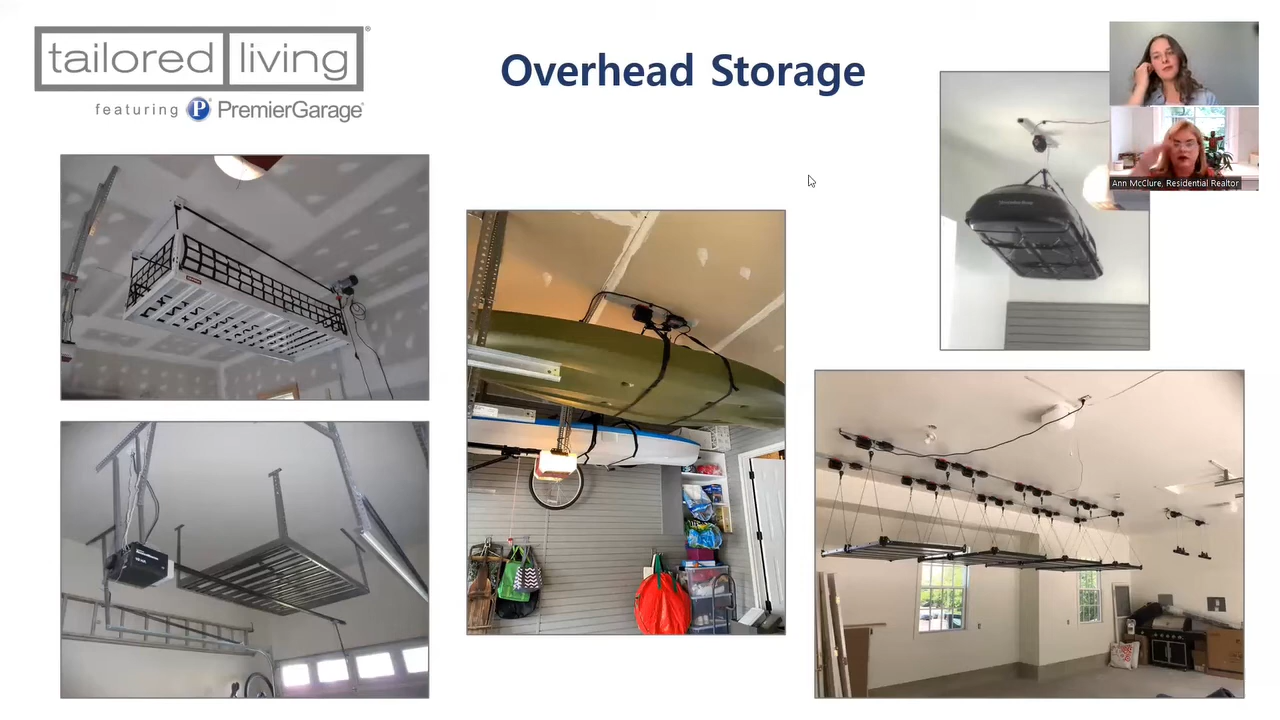 tailored living®
featuring P PremierGarage®
Overhead Storage
Ann McClure, Residential Realtor